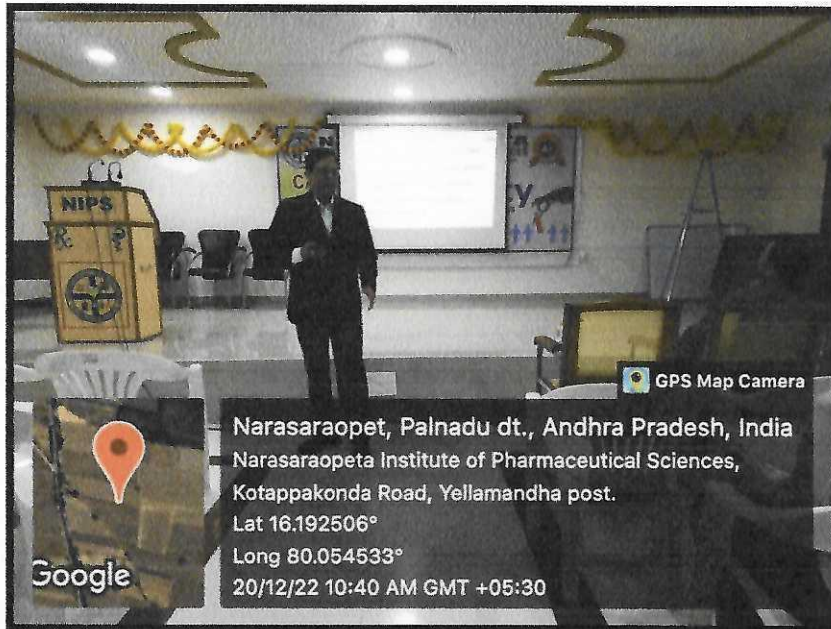 NIPS
GPS Map Camera
Narasaraopet, Palnadu dt., Andhra Pradesh, India
Narasaraopeta Institute of Pharmaceutical Sciences,
Kotappakonda Road, Yellamandha post.
Lat 16.192506°
Long 80.054533°
20/12/22 10:40 AM GMT +05:30
Google